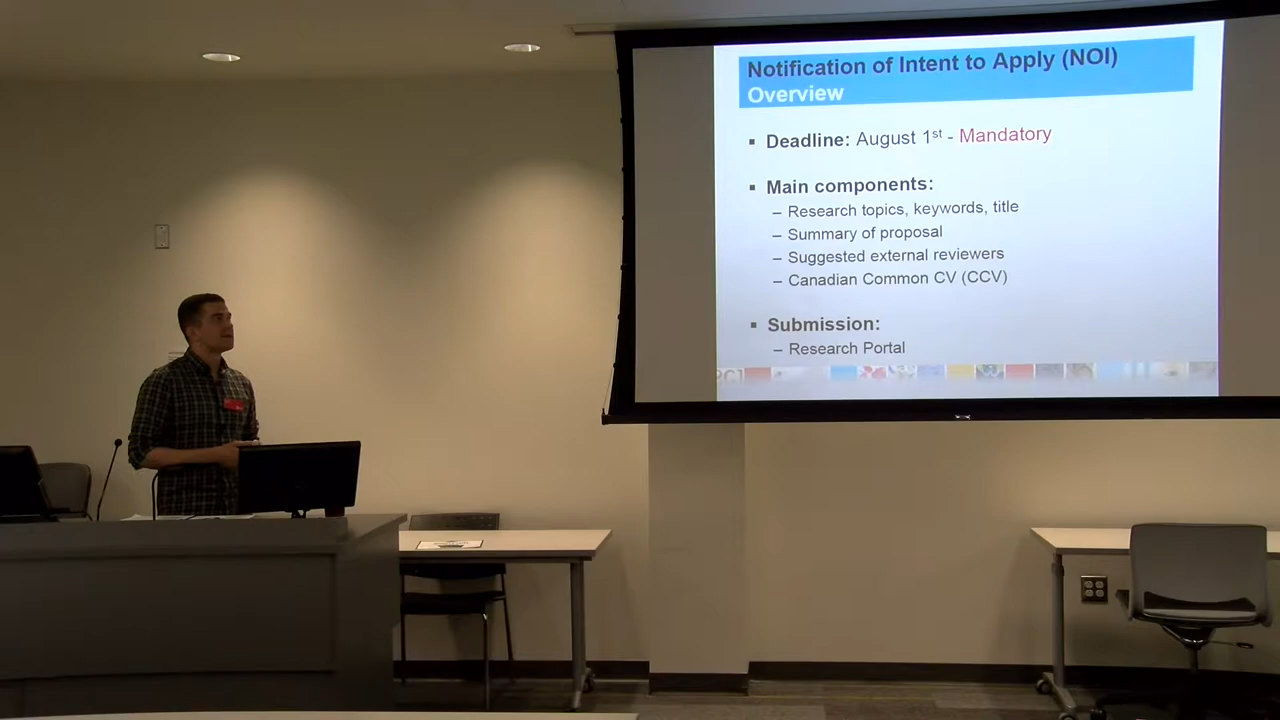 Notification of Intent to Apply (NOI)
Overview
▪ Deadline: August 1st - Mandatory
▪ Main components:
– Research topics, keywords, title
– Summary of proposal
– Suggested external reviewers
– Canadian Common CV (CCV)
▪ Submission:
– Research Portal